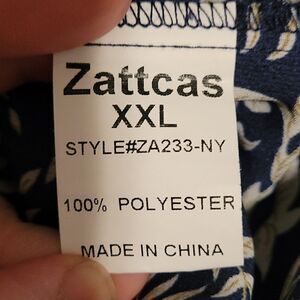 Zattcas
XXL
STYLE#ZA233-NY
100% POLYESTER
MADE IN CHINA